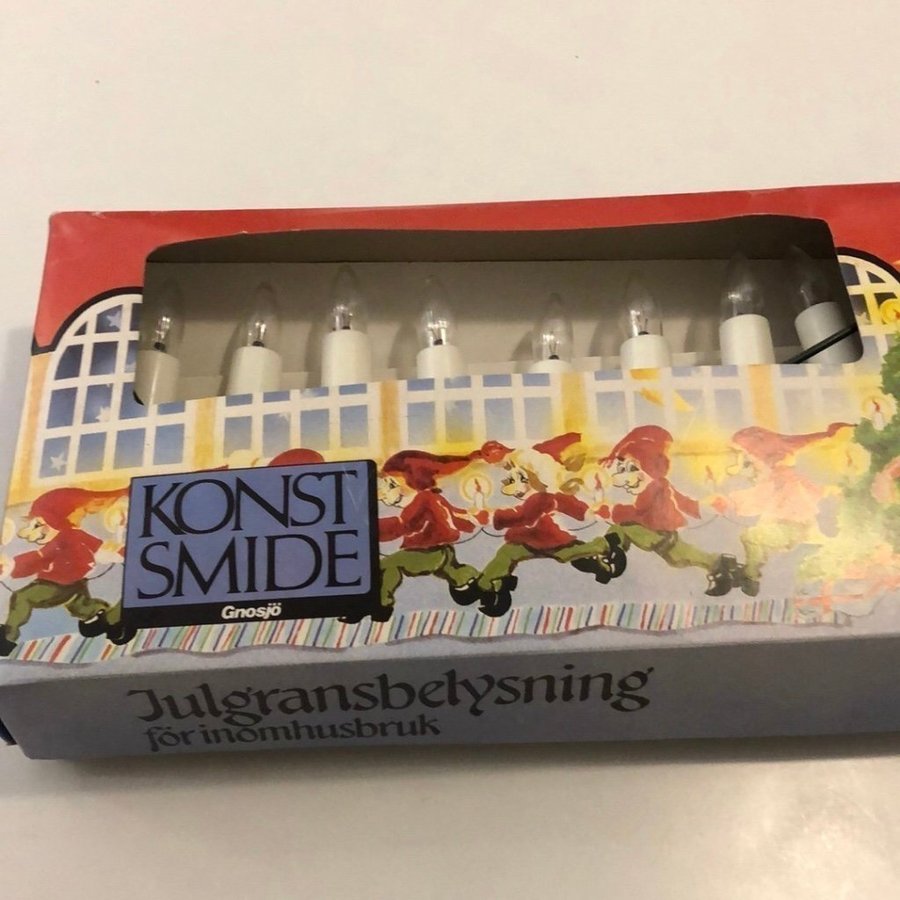 KONST
SMIDE
Gnosjö
Julgransbelysning
för inomhusbruk